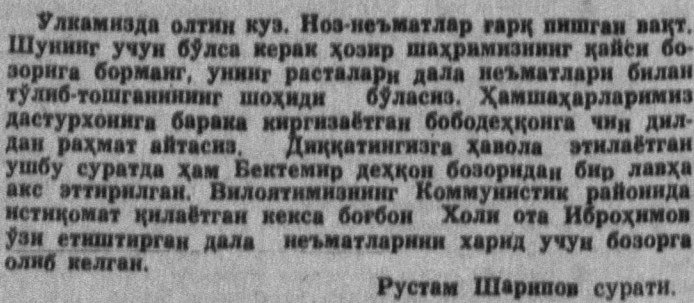 Ўлкамизда олтин куз. Ноз-неъматлар ғарқ пишган вақт.
Шунинг учун бўлса керак ҳозир шаҳримизнинг қайси бо-
зорига борманг, унинг расталари дала неъматлари билан
тўлиб-тошганининг шоҳиди бўласиз. Ҳамшаҳарларимиз
дастурхонига барака киргизаётган бободеҳқонга чин дил-
дан раҳмат айтасиз. Диққатингизга ҳавола этилаётган
ушбу суратда ҳам Бектемир деҳқон бозоридан бир лавҳа
акс эттирилган. Вилоятимизнинг Коммунистик районида
истиқомат қилаётган кекса боғбон Холи ота Иброҳимов
ўзи етиштирган дала неъматларини харид учун бозорга
олиб келган.
Рустам Шарипов сурати.